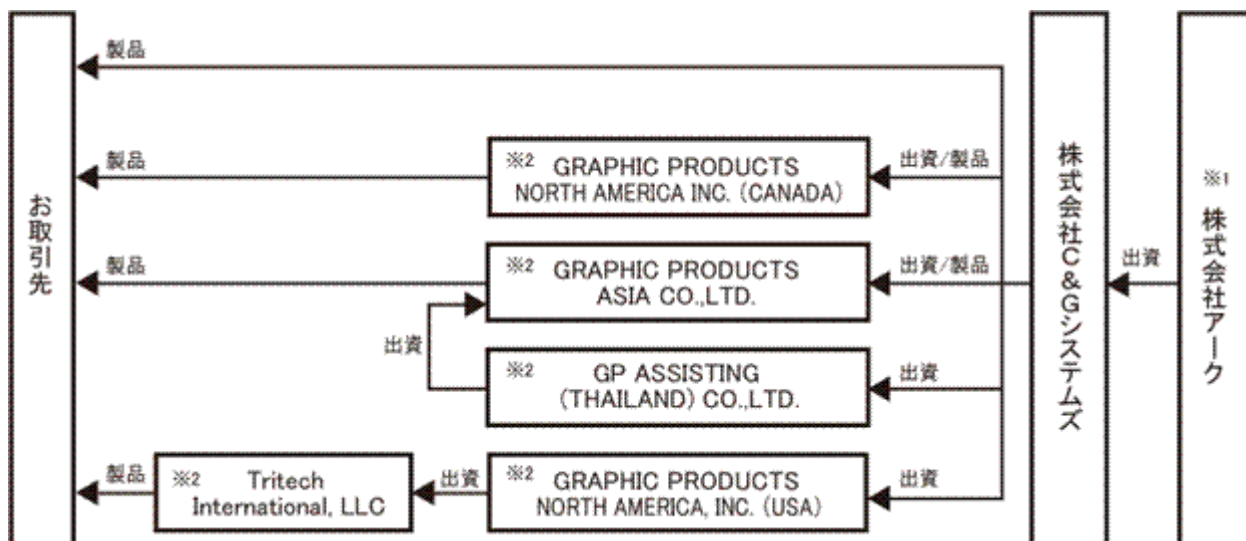 お取引先
製品
製品
※2 GRAPHIC PRODUCTS
NORTH AMERICA INC. (CANADA)
出資/製品
製品
※2 GRAPHIC PRODUCTS
ASIA CO.,LTD.
出資/製品
出資
※2 GP ASSISTING
(THAILAND) CO.,LTD.
出資
製品
※2 Tritech
International, LLC
出資
※2 GRAPHIC PRODUCTS
NORTH AMERICA, INC. (USA)
出資
株式会社C&Gシステムズ
出資
※1 株式会社アーク